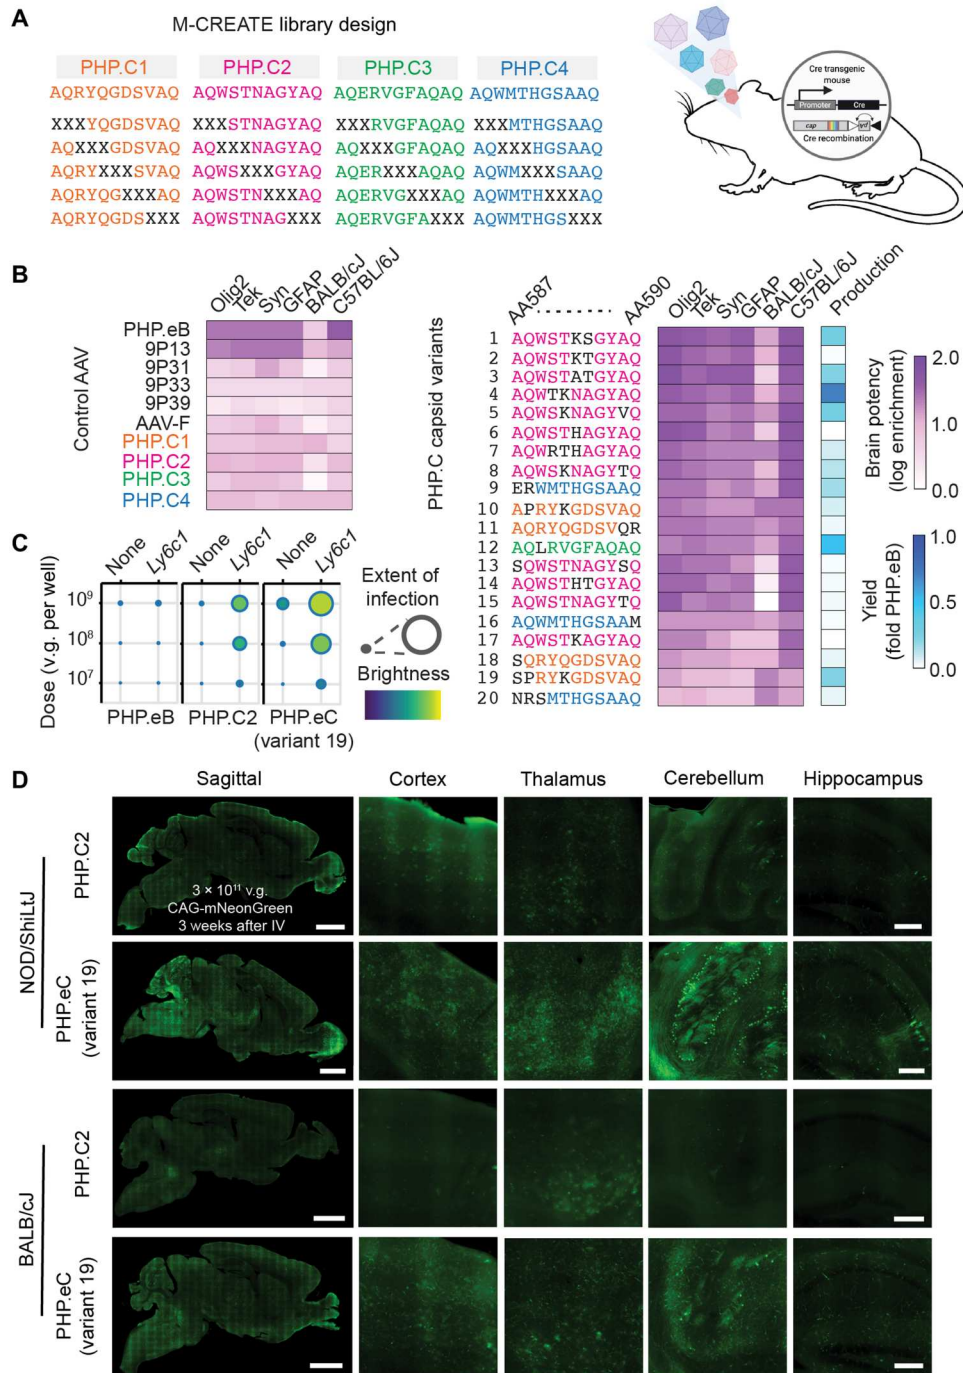 A
M-CREATE library design
PHP.C1 PHP.C2 PHP.C3 PHP.C4
AQRYQGDSVAQ AQWSTNAGYAQ AQERVGFAQAQ AQWMTHGSAAQ
XXXYQGDSVAQ XXXSTNAGYAQ XXXRVGFAQAQ XXXMTHGSAAQ
AQXXXGDSVAQ AQXXXNAGYAQ AQXXXGFAQAQ AQXXXHGSAAQ
AQRYXXXSVAQ AQWSXXXGYAQ AQERXXXAQAQ AQWMXXXSAAQ
AQRYQGXXXAQ AQWSTNXXXAQ AQERVGXXXAQ AQWMTHXXXAQ
AQRYQGDSXXX AQWSTNAGXXX AQERVGFAXXX AQWMTHGSXXX
Cre transgenic
mouse
Promoter Cre
cap
Cre recombination
B
Olig2 Tek Syn GFAP BALB/cJ C57BL/6J
Control AAV
PHP.eB
9P13
9P31
9P33
9P39
AAV-F
PHP.C1
PHP.C2
PHP.C3
PHP.C4
AA587 AA590
Olig2 Tek Syn GFAP BALB/cJ C57BL/6J Production
PHP.C capsid variants
1 AQWSTKSGYAQ
2 AQWSTKTGYAQ
3 AQWSTATGYAQ
4 AQWTKNAGYAQ
5 AQWSKNAGYVQ
6 AQWSTHAGYAQ
7 AQWRTHAGYAQ
8 AQWSKNAGYTQ
9 ERWMTHGSAAQ
10 APRYKGDSVAQ
11 AQRYQGDSVQR
12 AQLRVGFAQAQ
13 SQWSTNAGYSQ
14 AQWSTHTGYAQ
15 AQWSTNAGYTQ
16 AQWMTHGSAAM
17 AQWSTKAGYAQ
18 SQRYQGDSVAQ
19 SPRYKGDSVAQ
20 NRSMTHGSAAQ
Brain potency
(log enrichment)
2.0
1.0
0.0
Yield
(fold PHP.eB)
1.0
0.5
0.0
C
None Ly6c1 None Ly6c1 None Ly6c1
Dose (v.g. per well)
10⁹
10⁸
10⁷
PHP.eB PHP.C2 PHP.eC
(variant 19)
Extent of
infection
Brightness
D
Sagittal Cortex Thalamus Cerebellum Hippocampus
NOD/ShiLtJ
PHP.C2
3 × 10¹¹ v.g.
CAG-mNeonGreen
3 weeks after IV
PHP.eC
(variant 19)
BALB/cJ
PHP.C2
PHP.eC
(variant 19)